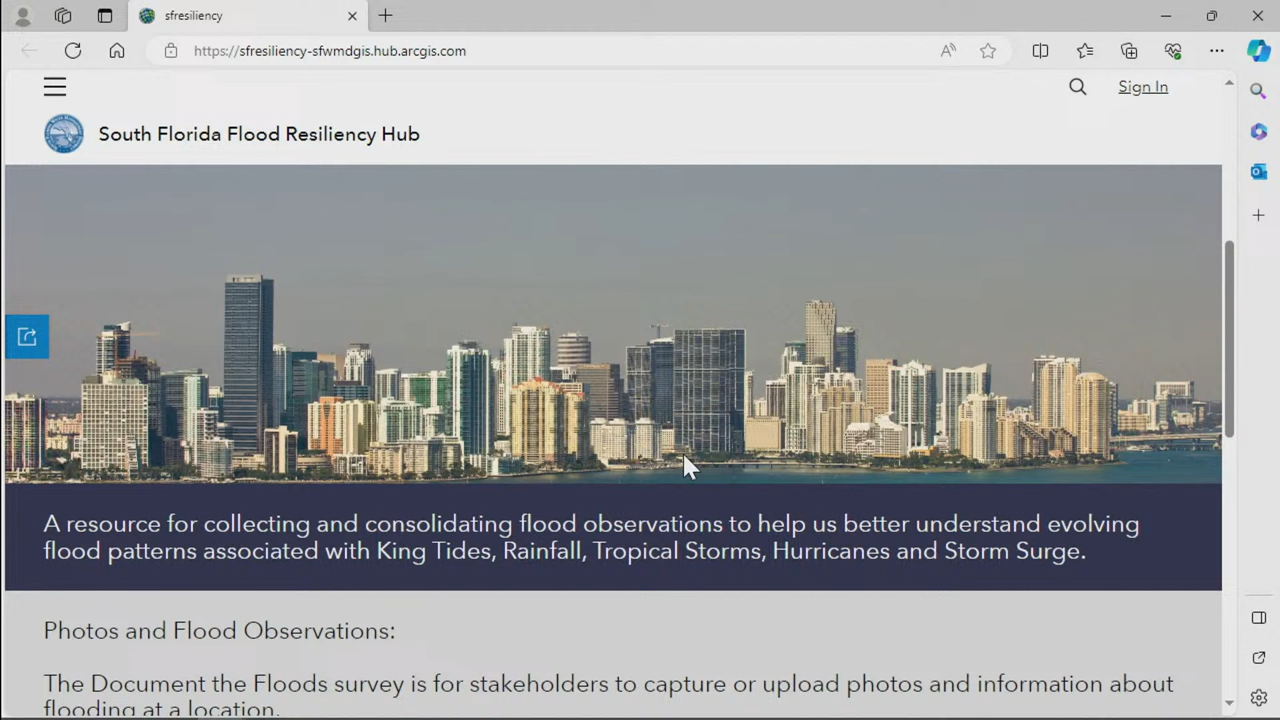 sfresiliency
https://sfresiliency-sfwmdgis.hub.arcgis.com
Sign In
South Florida Flood Resiliency Hub
A resource for collecting and consolidating flood observations to help us better understand evolving
flood patterns associated with King Tides, Rainfall, Tropical Storms, Hurricanes and Storm Surge.
Photos and Flood Observations:
The Document the Floods survey is for stakeholders to capture or upload photos and information about
flooding at a location.